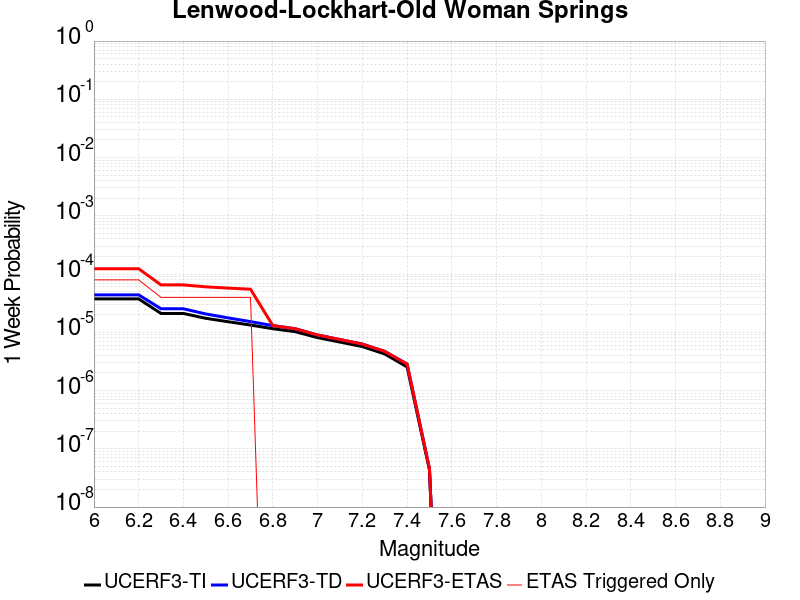 Lenwood-Lockhart-Old Woman Springs
10^0
10^-1
10^-2
10^-3
10^-4
10^-5
10^-6
10^-7
10^-8
1 Week Probability
6 6.2 6.4 6.6 6.8 7 7.2 7.4 7.6 7.8 8 8.2 8.4 8.6 8.8 9
Magnitude
UCERF3-TI UCERF3-TD UCERF3-ETAS ETAS Triggered Only